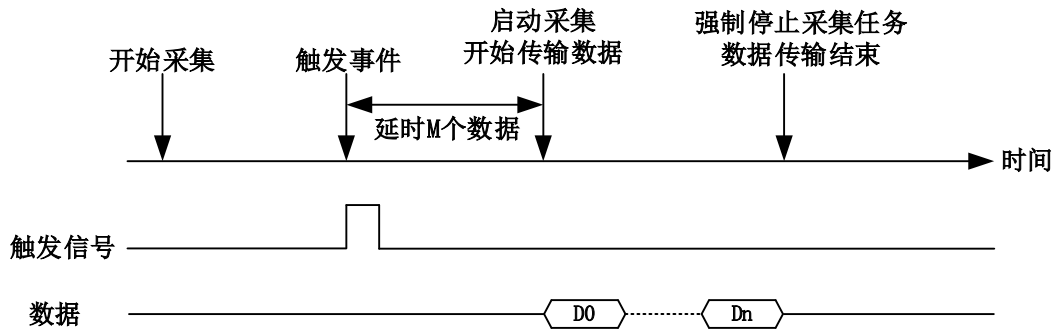 启动采集
开始传输数据
强制停止采集任务
数据传输结束
开始采集
触发事件
延时M个数据
时间
触发信号
数据
D0
Dn